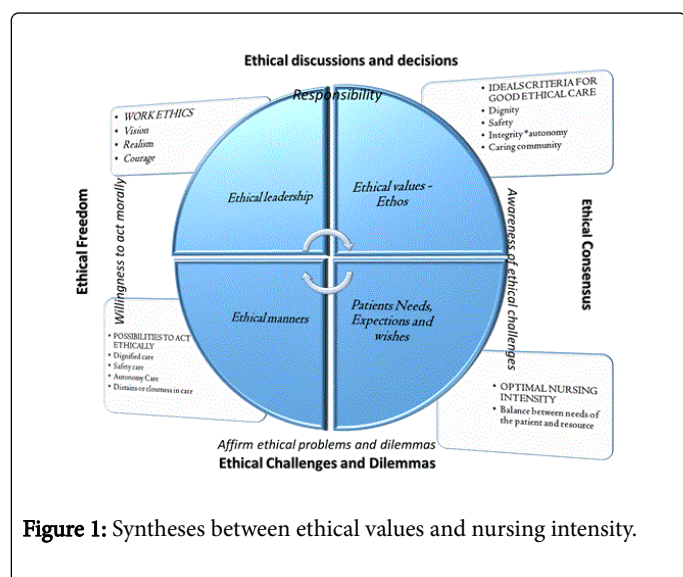 Ethical discussions and decisions
Responsibility
• WORK ETHICS
• Vision
• Realism
• Courage
• IDEALS CRITERIA FOR
GOOD ETHICAL CARE
• Dignity
• Safety
• Integrity *autonomy
• Caring community
Ethical leadership
Ethical values -
Ethos
Ethical Freedom
Willingness to act morally
Awareness of ethical challenges
Ethical Consensus
Ethical manners
Patients Needs,
Expections and
wishes
• POSSIBILITIES TO ACT
ETHICALLY
• Dignified care
• Safety care
• Autonomy Care
• Distains or closeness in care
• OPTIMAL NURSING
INTENSITY
• Balance between needs of
the patient and resource
Affirm ethical problems and dilemmas
Ethical Challenges and Dilemmas
Figure 1: Syntheses between ethical values and nursing intensity.